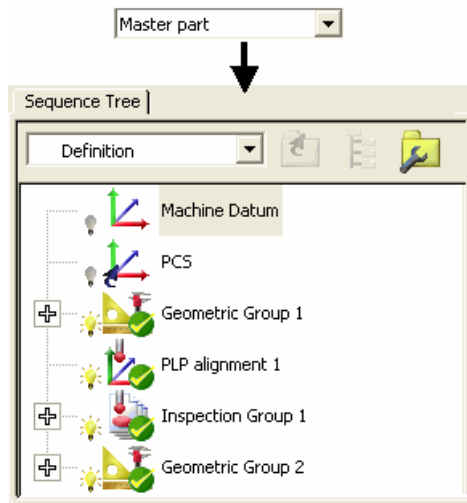 Master part
Sequence Tree
Definition
Machine Datum
PCS
Geometric Group 1
PLP alignment 1
Inspection Group 1
Geometric Group 2